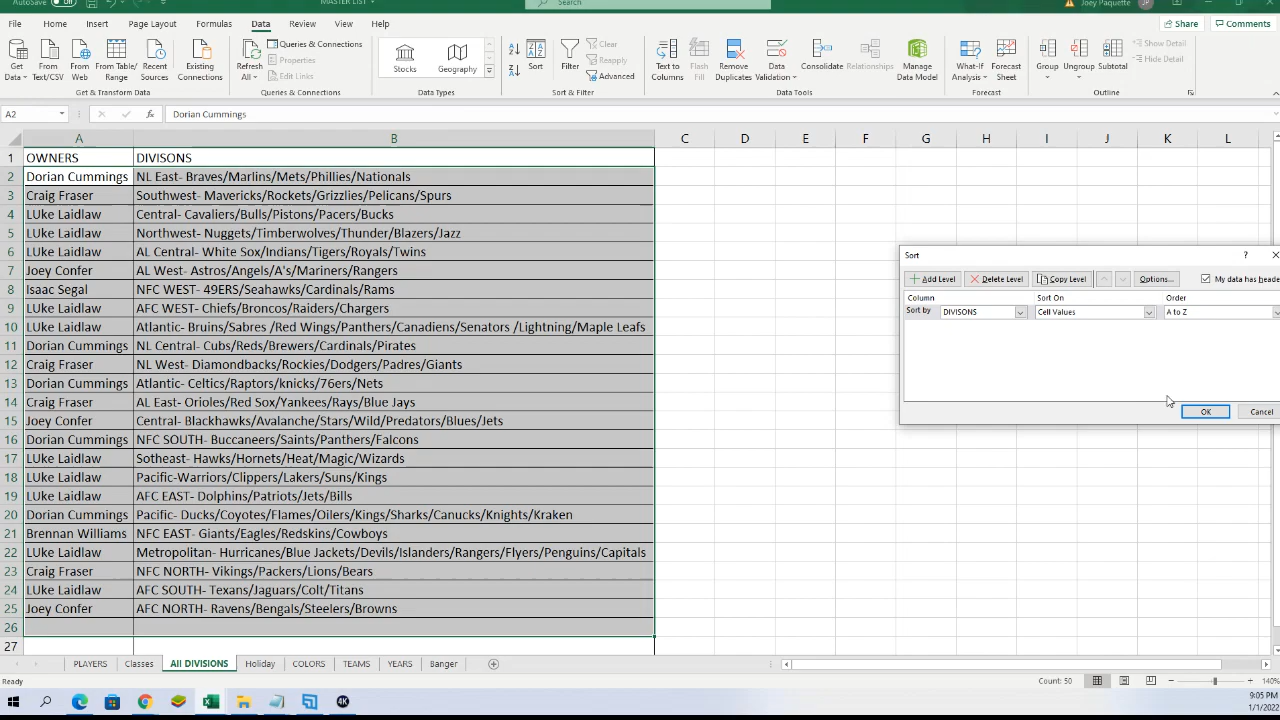 AutoSave Off MASTER LIST Search Joey Paquette JP
File Home Insert Page Layout Formulas Data Review View Help Share Comments
Get Data From Text/CSV From Web From Table/Range Recent Sources Existing Connections
Get & Transform Data
Refresh All Queries & Connections Properties Edit Links
Queries & Connections
Stocks Geography
Data Types
Sort Filter Clear Reapply Advanced
Sort & Filter
Text to Columns Flash Fill Remove Duplicates Data Validation Consolidate Relationships Manage Data Model
Data Tools
What-If Analysis Forecast Sheet
Forecast
Group Ungroup Subtotal Show Detail Hide Detail
Outline
A2 fx Dorian Cummings
A B C D E F G H I J K L
1 OWNERS DIVISONS
2 Dorian Cummings NL East- Braves/Marlins/Mets/Phillies/Nationals
3 Craig Fraser Southwest- Mavericks/Rockets/Grizzlies/Pelicans/Spurs
4 LUke Laidlaw Central- Cavaliers/Bulls/Pistons/Pacers/Bucks
5 LUke Laidlaw Northwest- Nuggets/Timberwolves/Thunder/Blazers/Jazz
6 LUke Laidlaw AL Central- White Sox/Indians/Tigers/Royals/Twins
7 Joey Confer AL West- Astros/Angels/A's/Mariners/Rangers
8 Isaac Segal NFC WEST- 49ERS/Seahawks/Cardinals/Rams
9 LUke Laidlaw AFC WEST- Chiefs/Broncos/Raiders/Chargers
10 LUke Laidlaw Atlantic- Bruins/Sabres /Red Wings/Panthers/Canadiens/Senators /Lightning/Maple Leafs
11 Dorian Cummings NL Central- Cubs/Reds/Brewers/Cardinals/Pirates
12 Craig Fraser NL West- Diamondbacks/Rockies/Dodgers/Padres/Giants
13 Dorian Cummings Atlantic- Celtics/Raptors/knicks/76ers/Nets
14 Craig Fraser AL East- Orioles/Red Sox/Yankees/Rays/Blue Jays
15 Joey Confer Central- Blackhawks/Avalanche/Stars/Wild/Predators/Blues/Jets
16 Dorian Cummings NFC SOUTH- Buccaneers/Saints/Panthers/Falcons
17 LUke Laidlaw Sotheast- Hawks/Hornets/Heat/Magic/Wizards
18 LUke Laidlaw Pacific-Warriors/Clippers/Lakers/Suns/Kings
19 LUke Laidlaw AFC EAST- Dolphins/Patriots/Jets/Bills
20 Dorian Cummings Pacific- Ducks/Coyotes/Flames/Oilers/Kings/Sharks/Canucks/Knights/Kraken
21 Brennan Williams NFC EAST- Giants/Eagles/Redskins/Cowboys
22 LUke Laidlaw Metropolitan- Hurricanes/Blue Jackets/Devils/Islanders/Rangers/Flyers/Penguins/Capitals
23 Craig Fraser NFC NORTH- Vikings/Packers/Lions/Bears
24 LUke Laidlaw AFC SOUTH- Texans/Jaguars/Colt/Titans
25 Joey Confer AFC NORTH- Ravens/Bengals/Steelers/Browns
26
27
Sort ?
Add Level Delete Level Copy Level Options... My data has heade
Column Sort On Order
Sort by DIVISONS Cell Values A to Z
OK Cancel
PLAYERS Classes All DIVISIONS Holiday COLORS TEAMS YEARS Banger
Ready Count: 50 140%
4K 9:05 PM
1/1/2022